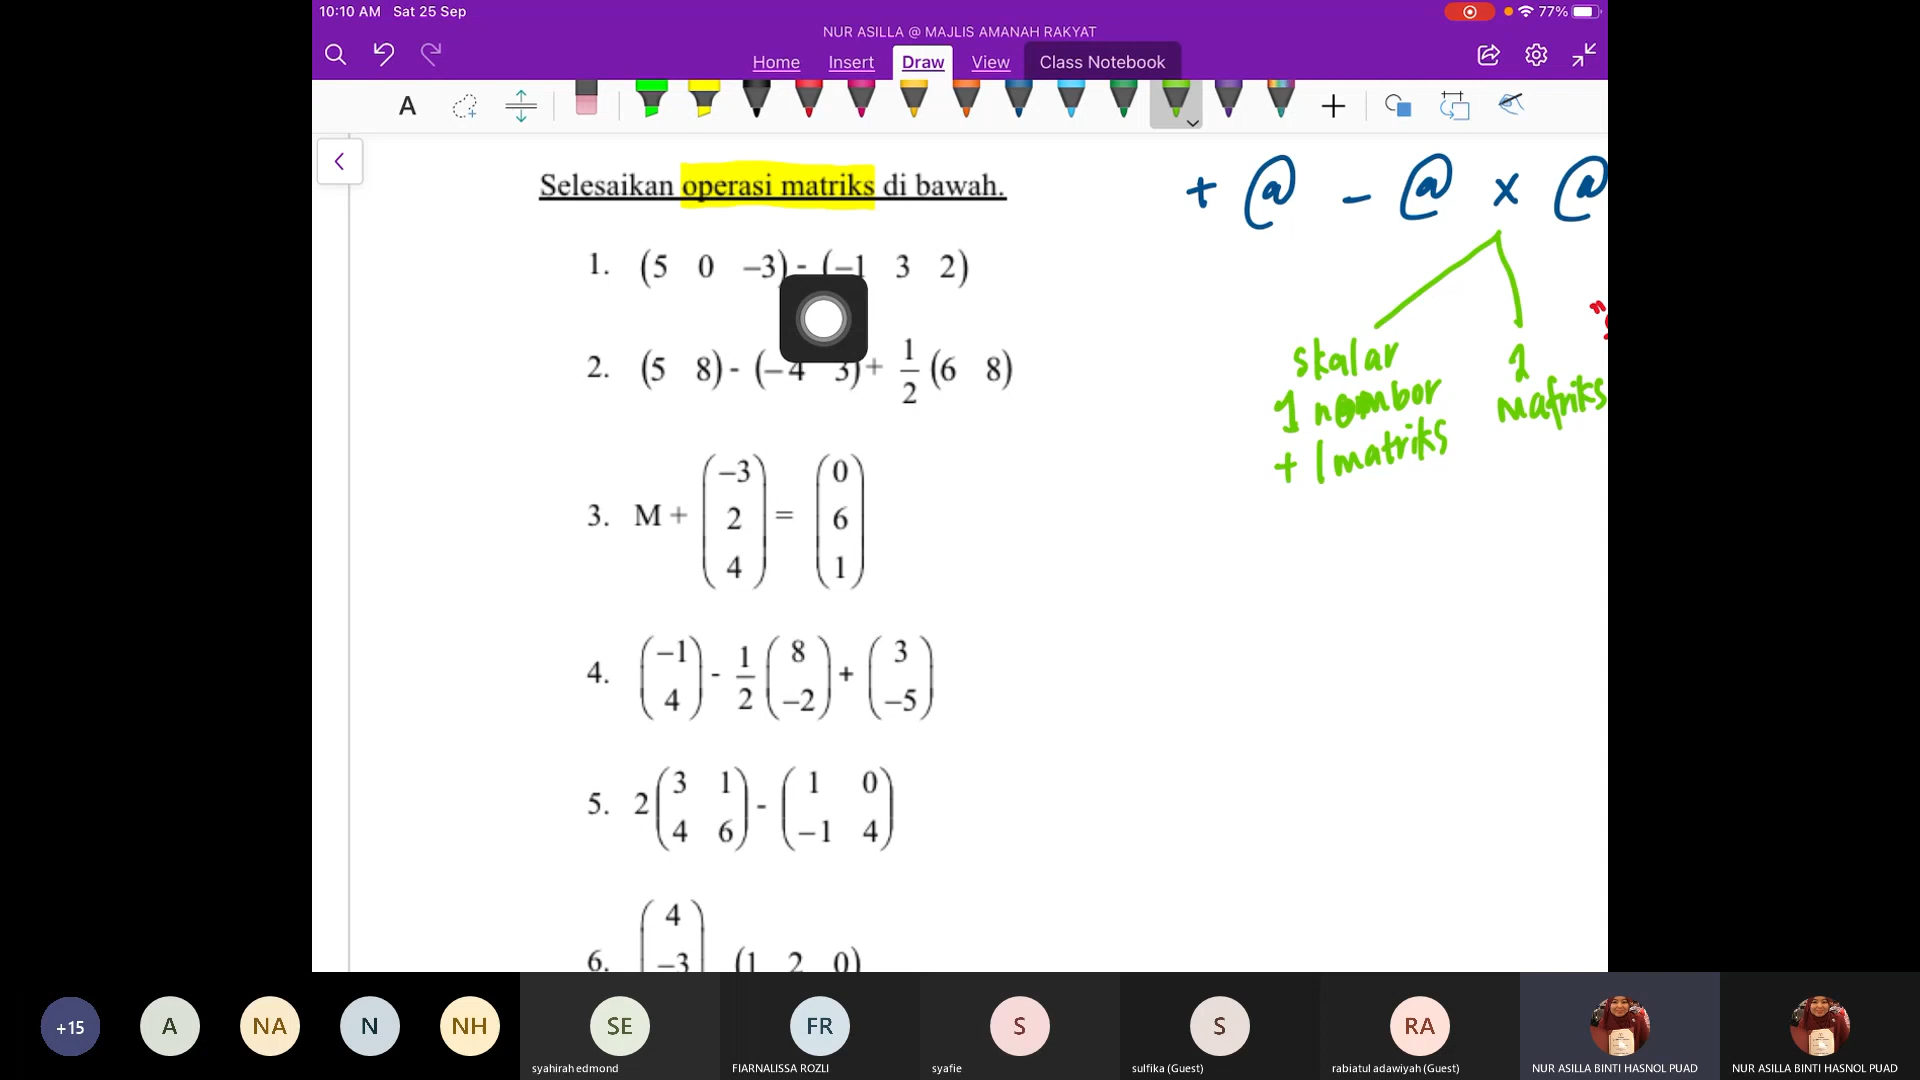 10:10 AM Sat 25 Sep
77%
NUR ASILLA @ MAJLIS AMANAH RAKYAT
Home Insert Draw View Class Notebook
A
Selesaikan operasi matriks di bawah.
+ @ - @ x @
1. (5 0 −3) - (−1 3 2)
skalar
1 nombor
+ 1 matriks
2
matriks
2. (5 8) - (−4 3) + 1/2 (6 8)
3. M + (−3 2 4) = (0 6 1)
4. (−1 4) - 1/2 (8 −2) + (3 −5)
5. 2 (3 1 4 6) - (1 0 −1 4)
6. (4 −3 (1 2 0)
+15 A NA N NH SE FR S S RA
syahirah edmond FIARNALISSA ROZLI syafie sulfika (Guest) rabiatul adawiyah (Guest) NUR ASILLA BINTI HASNOL PUAD NUR ASILLA BINTI HASNOL PUAD